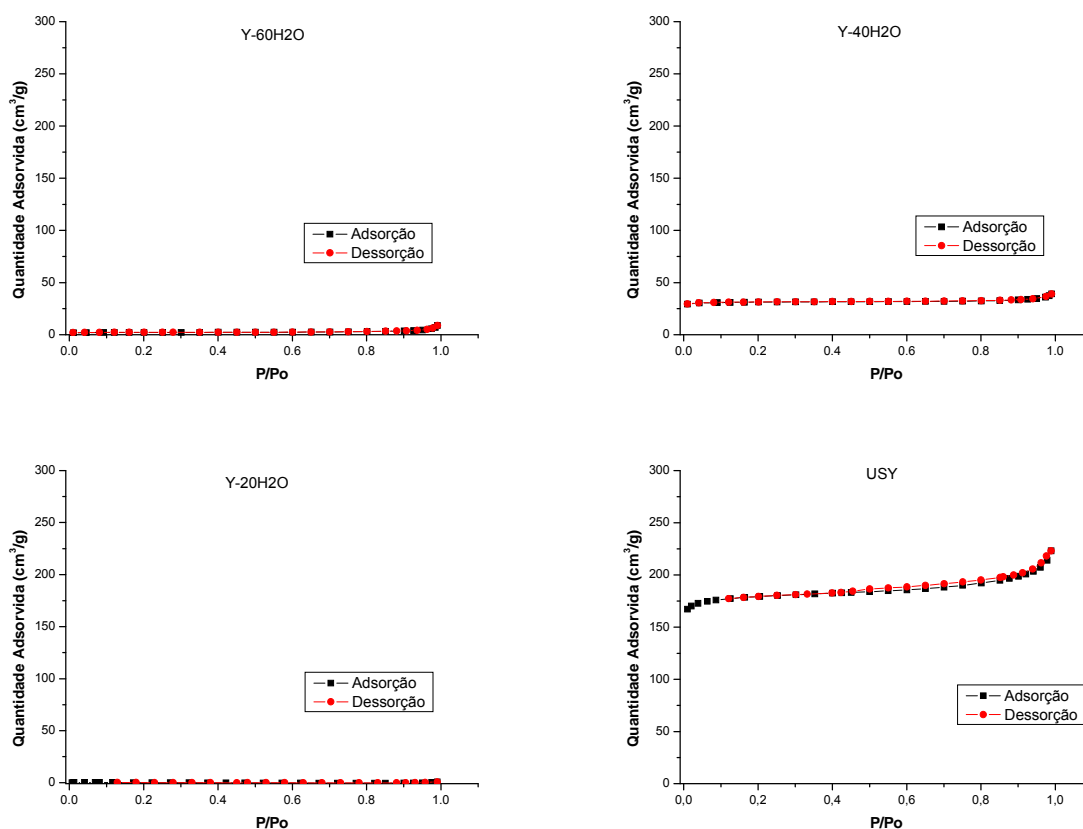 Y-60H2O
Quantidade Adsorvida (cm³/g)
300
250
200
150
100
50
0
Adsorção
Dessorção
0.0 0.2 0.4 0.6 0.8 1.0
P/Po
Y-40H2O
Quantidade Adsorvida (cm³/g)
300
250
200
150
100
50
0
Adsorção
Dessorção
0.0 0.2 0.4 0.6 0.8 1.0
P/Po
Y-20H2O
Quantidade Adsorvida (cm³/g)
300
250
200
150
100
50
0
Adsorção
Dessorção
0.0 0.2 0.4 0.6 0.8 1.0
P/Po
USY
Quantidade Adsorvida (cm³/g)
300
250
200
150
100
50
0
Adsorção
Dessorção
0,0 0,2 0,4 0,6 0,8 1,0
P/Po